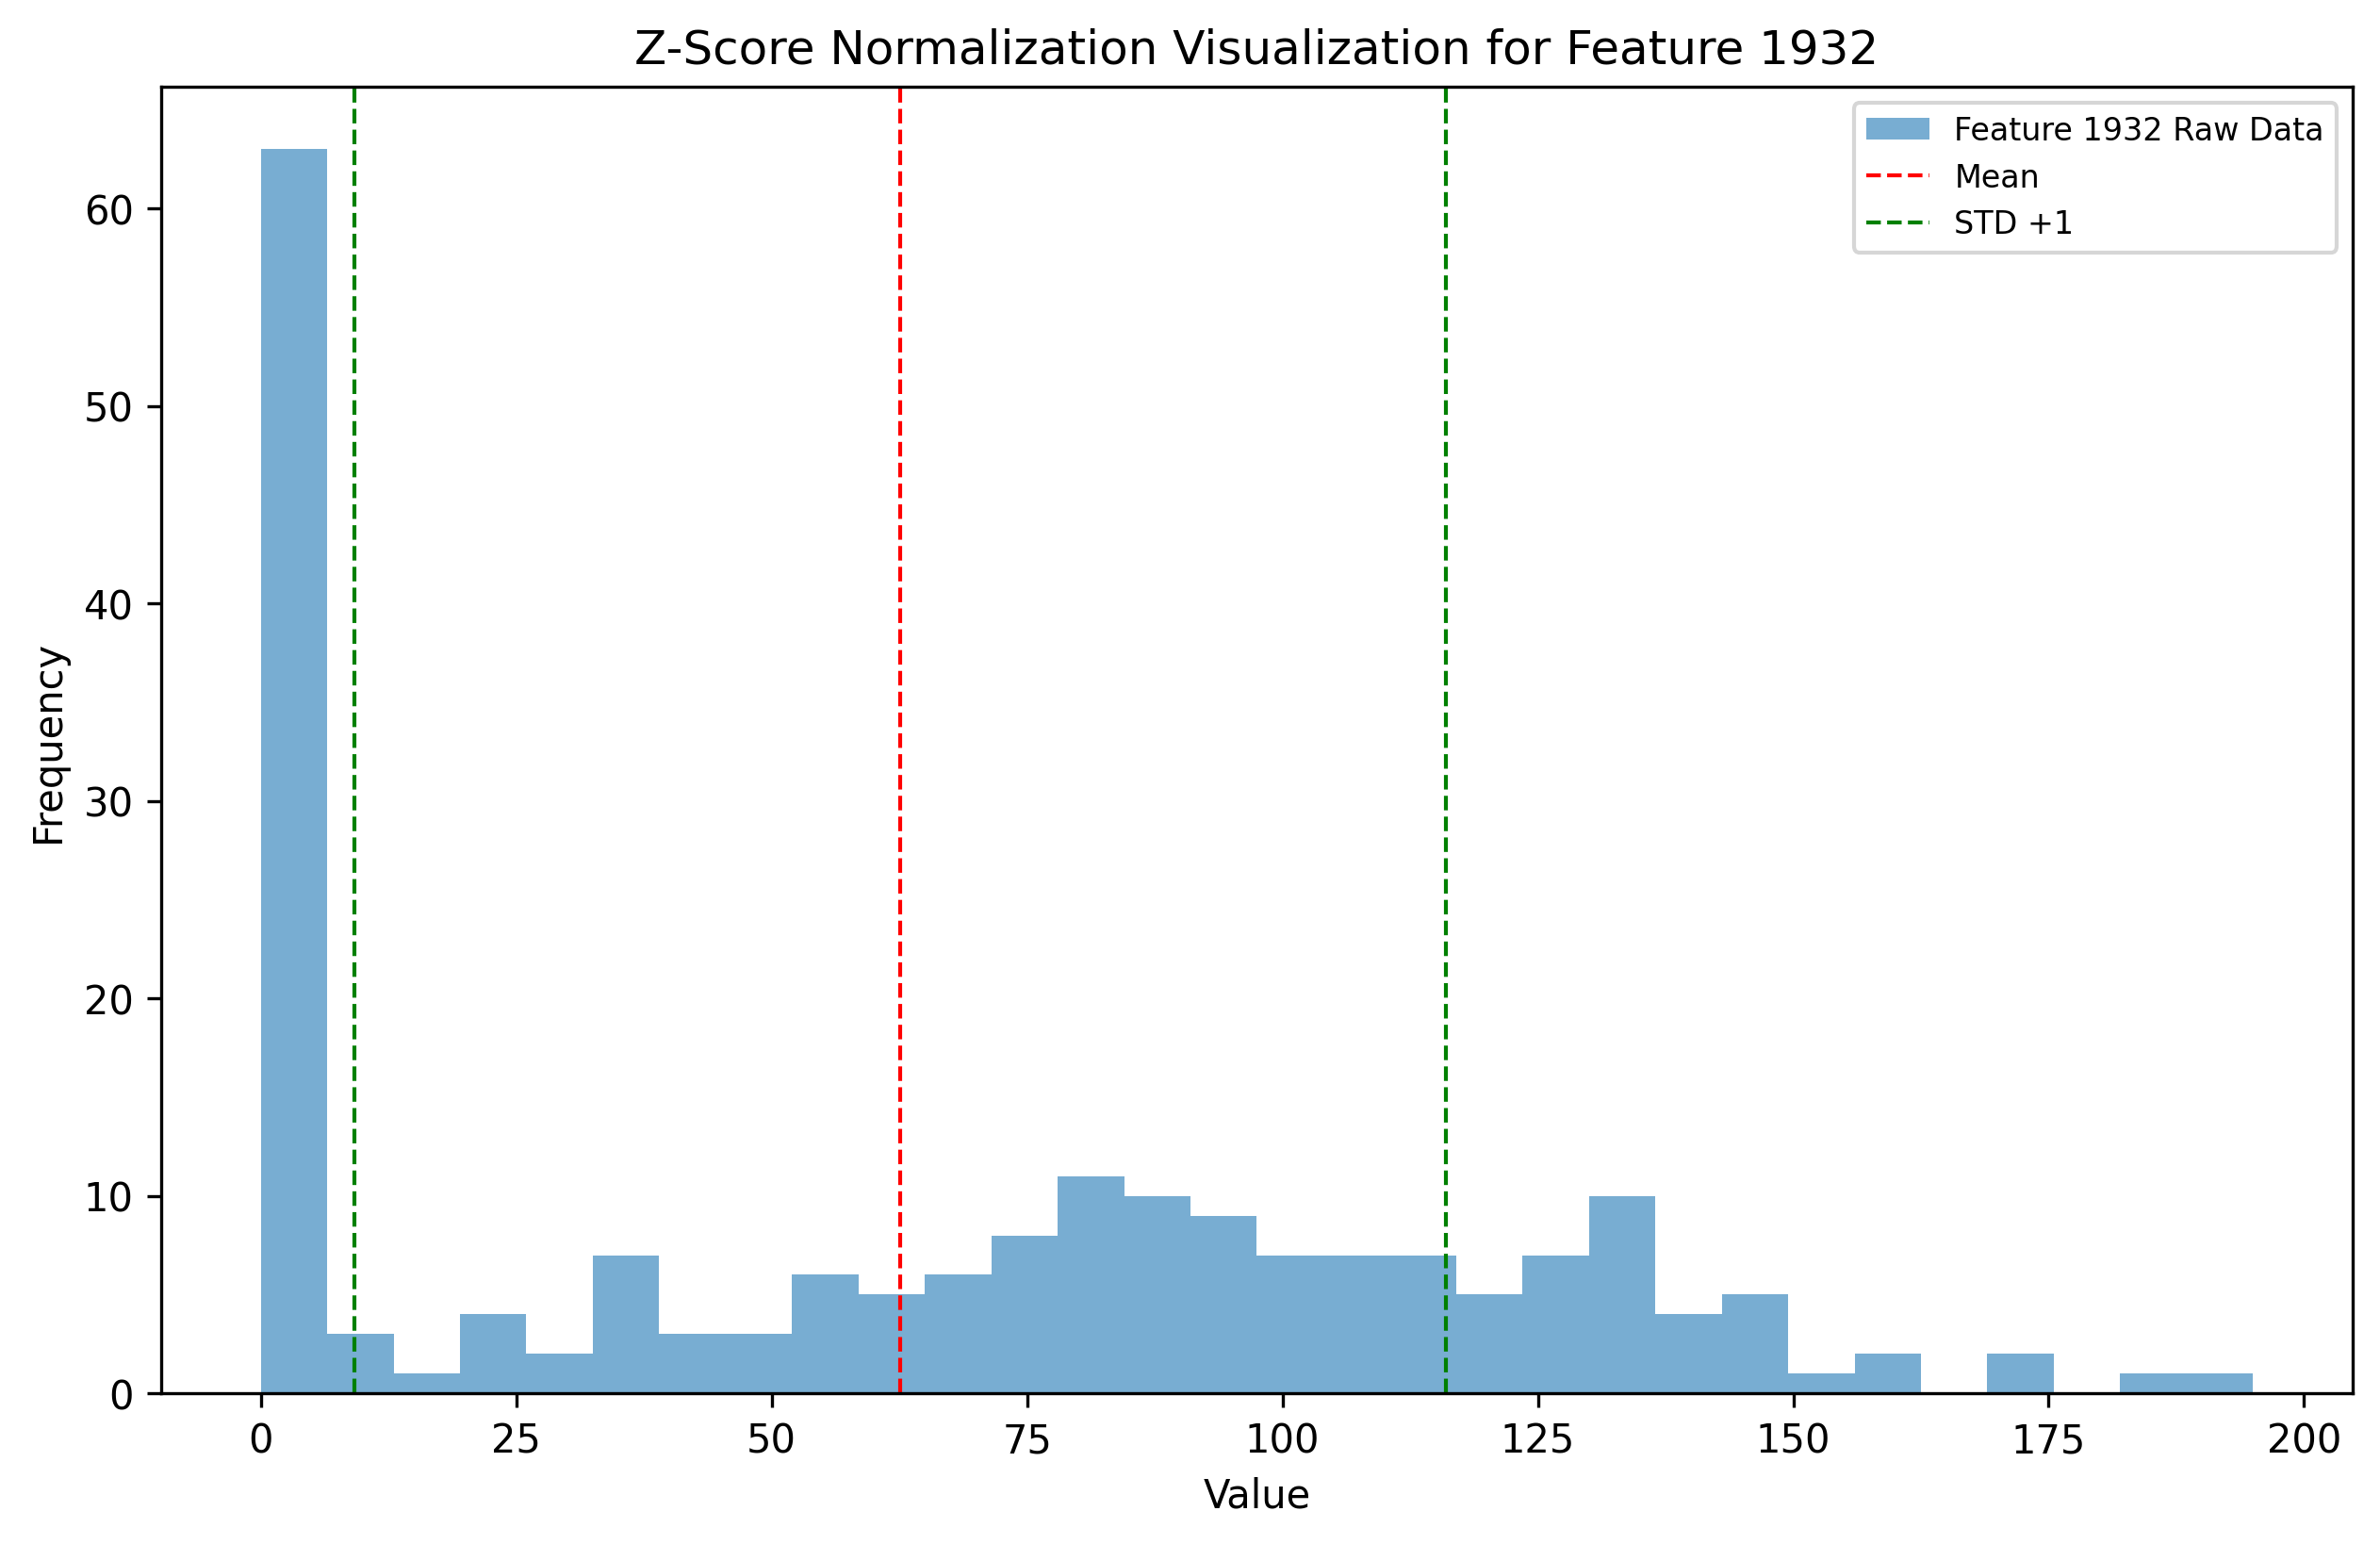 Z-Score Normalization Visualization for Feature 1932
Feature 1932 Raw Data
Mean
STD +1
Frequency
60
50
40
30
20
10
0
0 25 50 75 100 125 150 175 200
Value